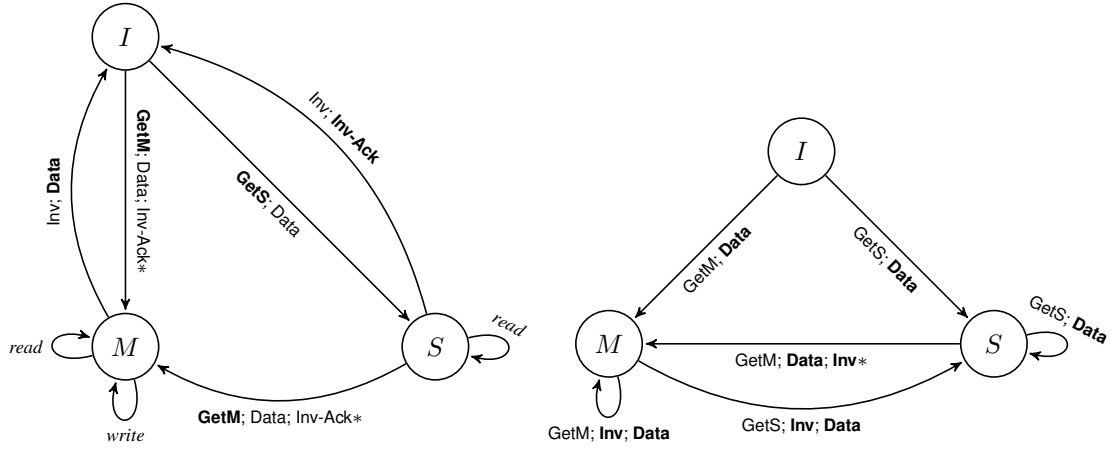 I
Inv; Data
GetM; Data; Inv-Ack∗
GetS; Data
Inv; Inv-Ack
read
M
write
S
read
GetM; Data; Inv-Ack∗
I
GetM; Data
GetS; Data
M
GetM; Data; Inv∗
S
GetS; Data
GetM; Inv; Data
GetS; Inv; Data